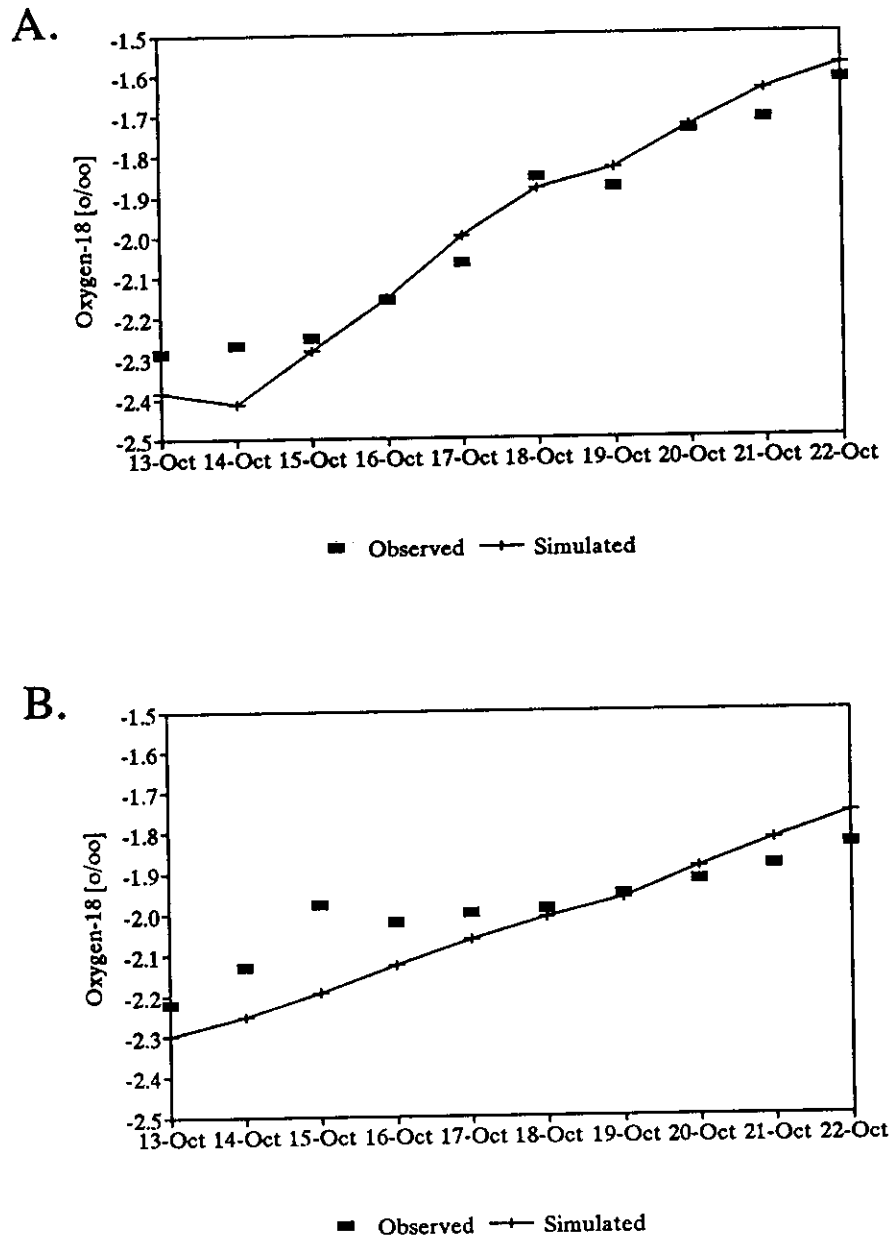 A.
Oxygen-18 [o/oo]
-1.5
-1.6
-1.7
-1.8
-1.9
-2.0
-2.1
-2.2
-2.3
-2.4
-2.5
13-Oct 14-Oct 15-Oct 16-Oct 17-Oct 18-Oct 19-Oct 20-Oct 21-Oct 22-Oct
Observed Simulated
B.
Oxygen-18 [o/oo]
-1.5
-1.6
-1.7
-1.8
-1.9
-2.0
-2.1
-2.2
-2.3
-2.4
-2.5
13-Oct 14-Oct 15-Oct 16-Oct 17-Oct 18-Oct 19-Oct 20-Oct 21-Oct 22-Oct
Observed Simulated